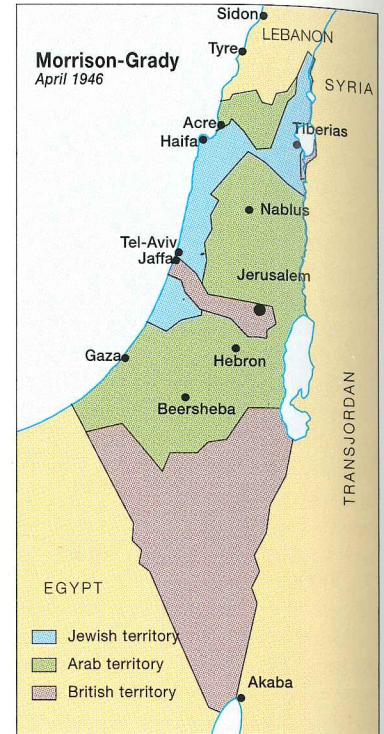 Sidon
LEBANON
Tyre
Morrison-Grady
April 1946
SYRIA
Acre
Tiberias
Haifa
Nablus
Tel-Aviv
Jaffa
Jerusalem
Gaza
Hebron
Beersheba
TRANSJORDAN
EGYPT
Jewish territory
Arab territory
British territory
Akaba